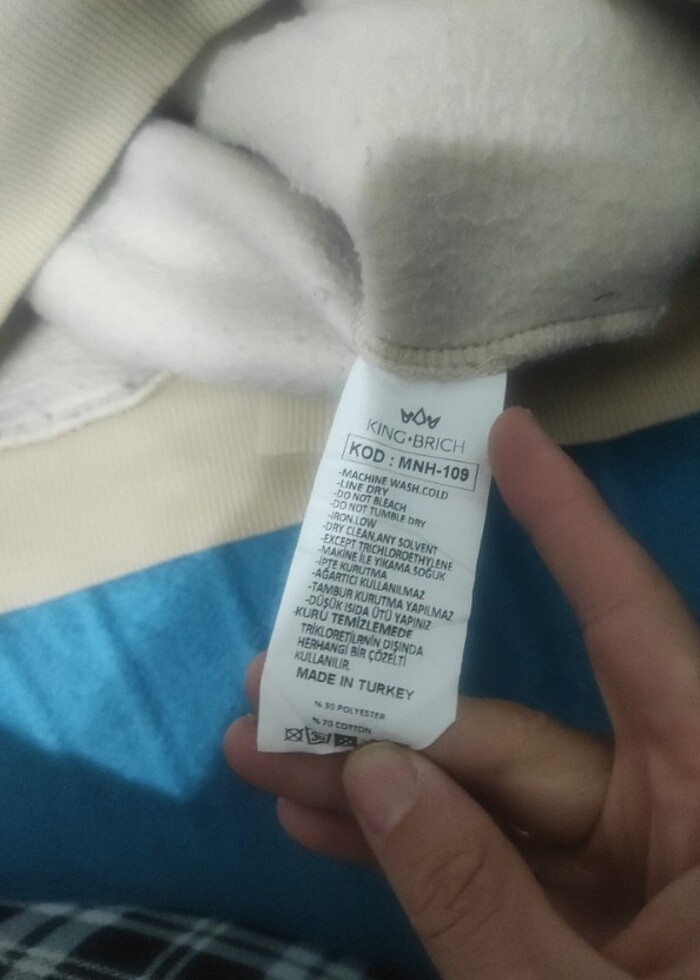 KING•BRICH
KOD : MNH-109
-MACHINE WASH.COLD
-LINE DRY
-DO NOT BLEACH
-DO NOT TUMBLE DRY
-IRON.LOW
-DRY CLEAN,ANY SOLVENT
-EXCEPT TRICHLOROETHYLENE
-MAKİNE İLE YIKAMA.SOĞUK
-İPTE KURUTMA
-AĞARTICI KULLANILMAZ
-TAMBUR KURUTMA YAPILMAZ
-DÜŞÜK ISIDA ÜTÜ YAPINIZ
-KURU TEMİZLEMEDE
TRİKLORETİLRNİN DIŞINDA
HERHANGİ BİR ÇÖZELTİ
KULLANILIR.
MADE IN TURKEY
% 30 POLYESTER
% 70 COTTON
30